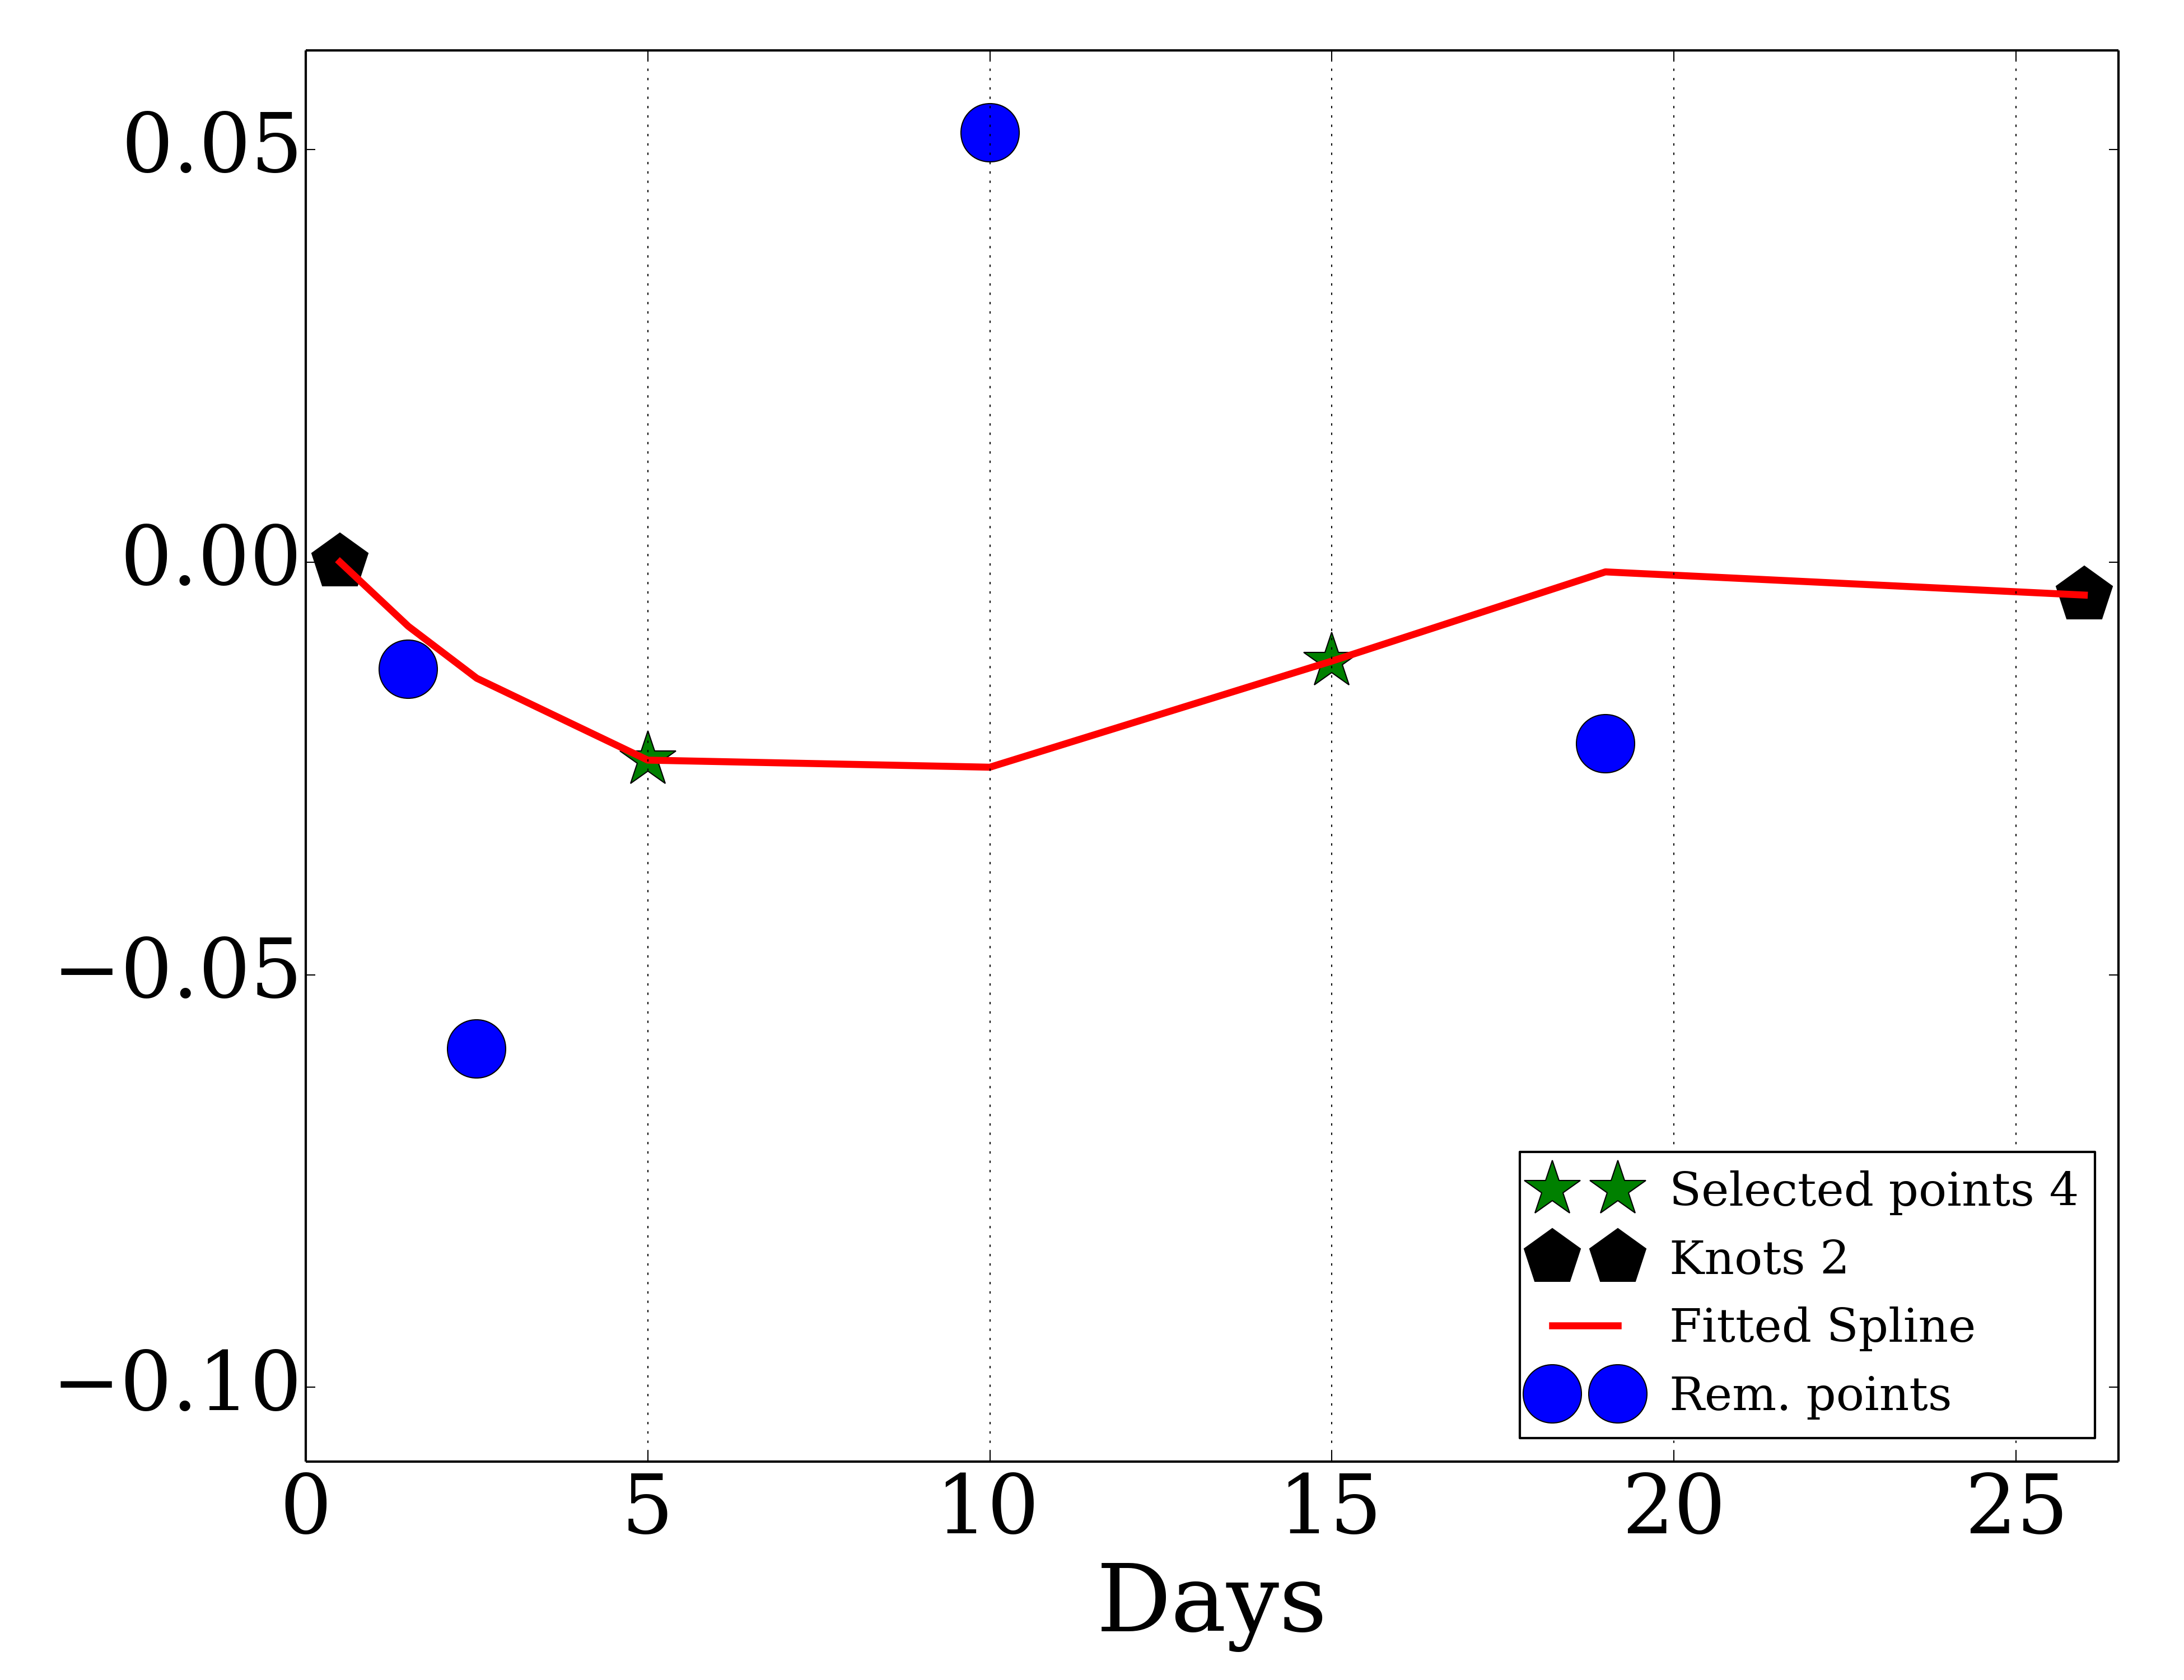 0.05
0.00
−0.05
−0.10
Selected points 4
Knots 2
Fitted Spline
Rem. points
0 5 10 15 20 25
Days